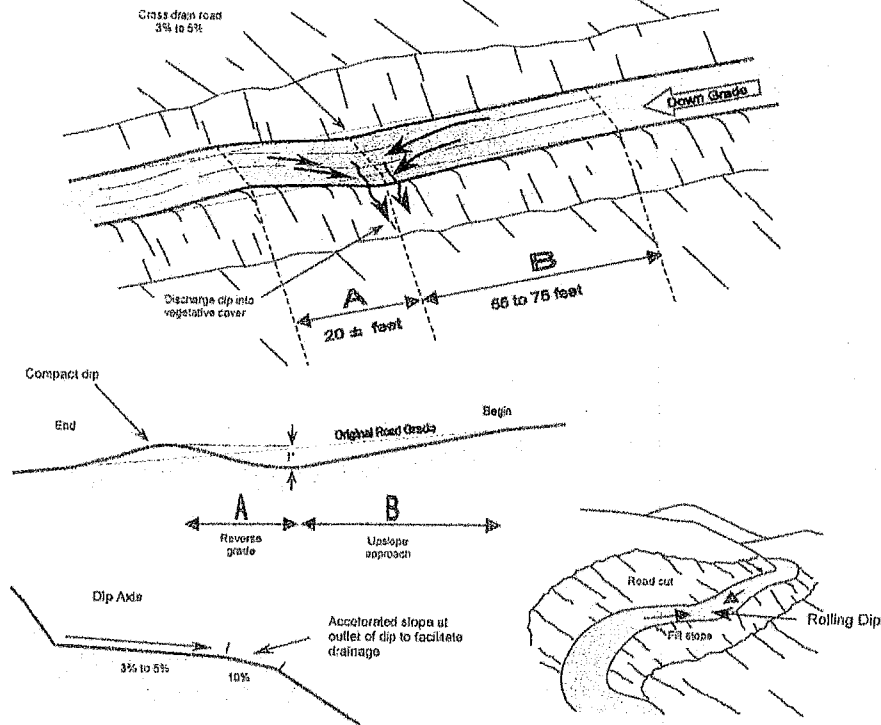 Cross drain road
3% to 5%
Down Grade
Discharge dip into
vegetative cover
A
20 ± feet
B
to 75 feet
Compact dip
End
Original Road Grade
Begin
1'
A
Reverse
grade
B
Upslope
approach
Dip Axis
3% to 5%
10%
Accelerated slope at
outlet of dip to facilitate
drainage
Road cut
Fill slope
Rolling Dip